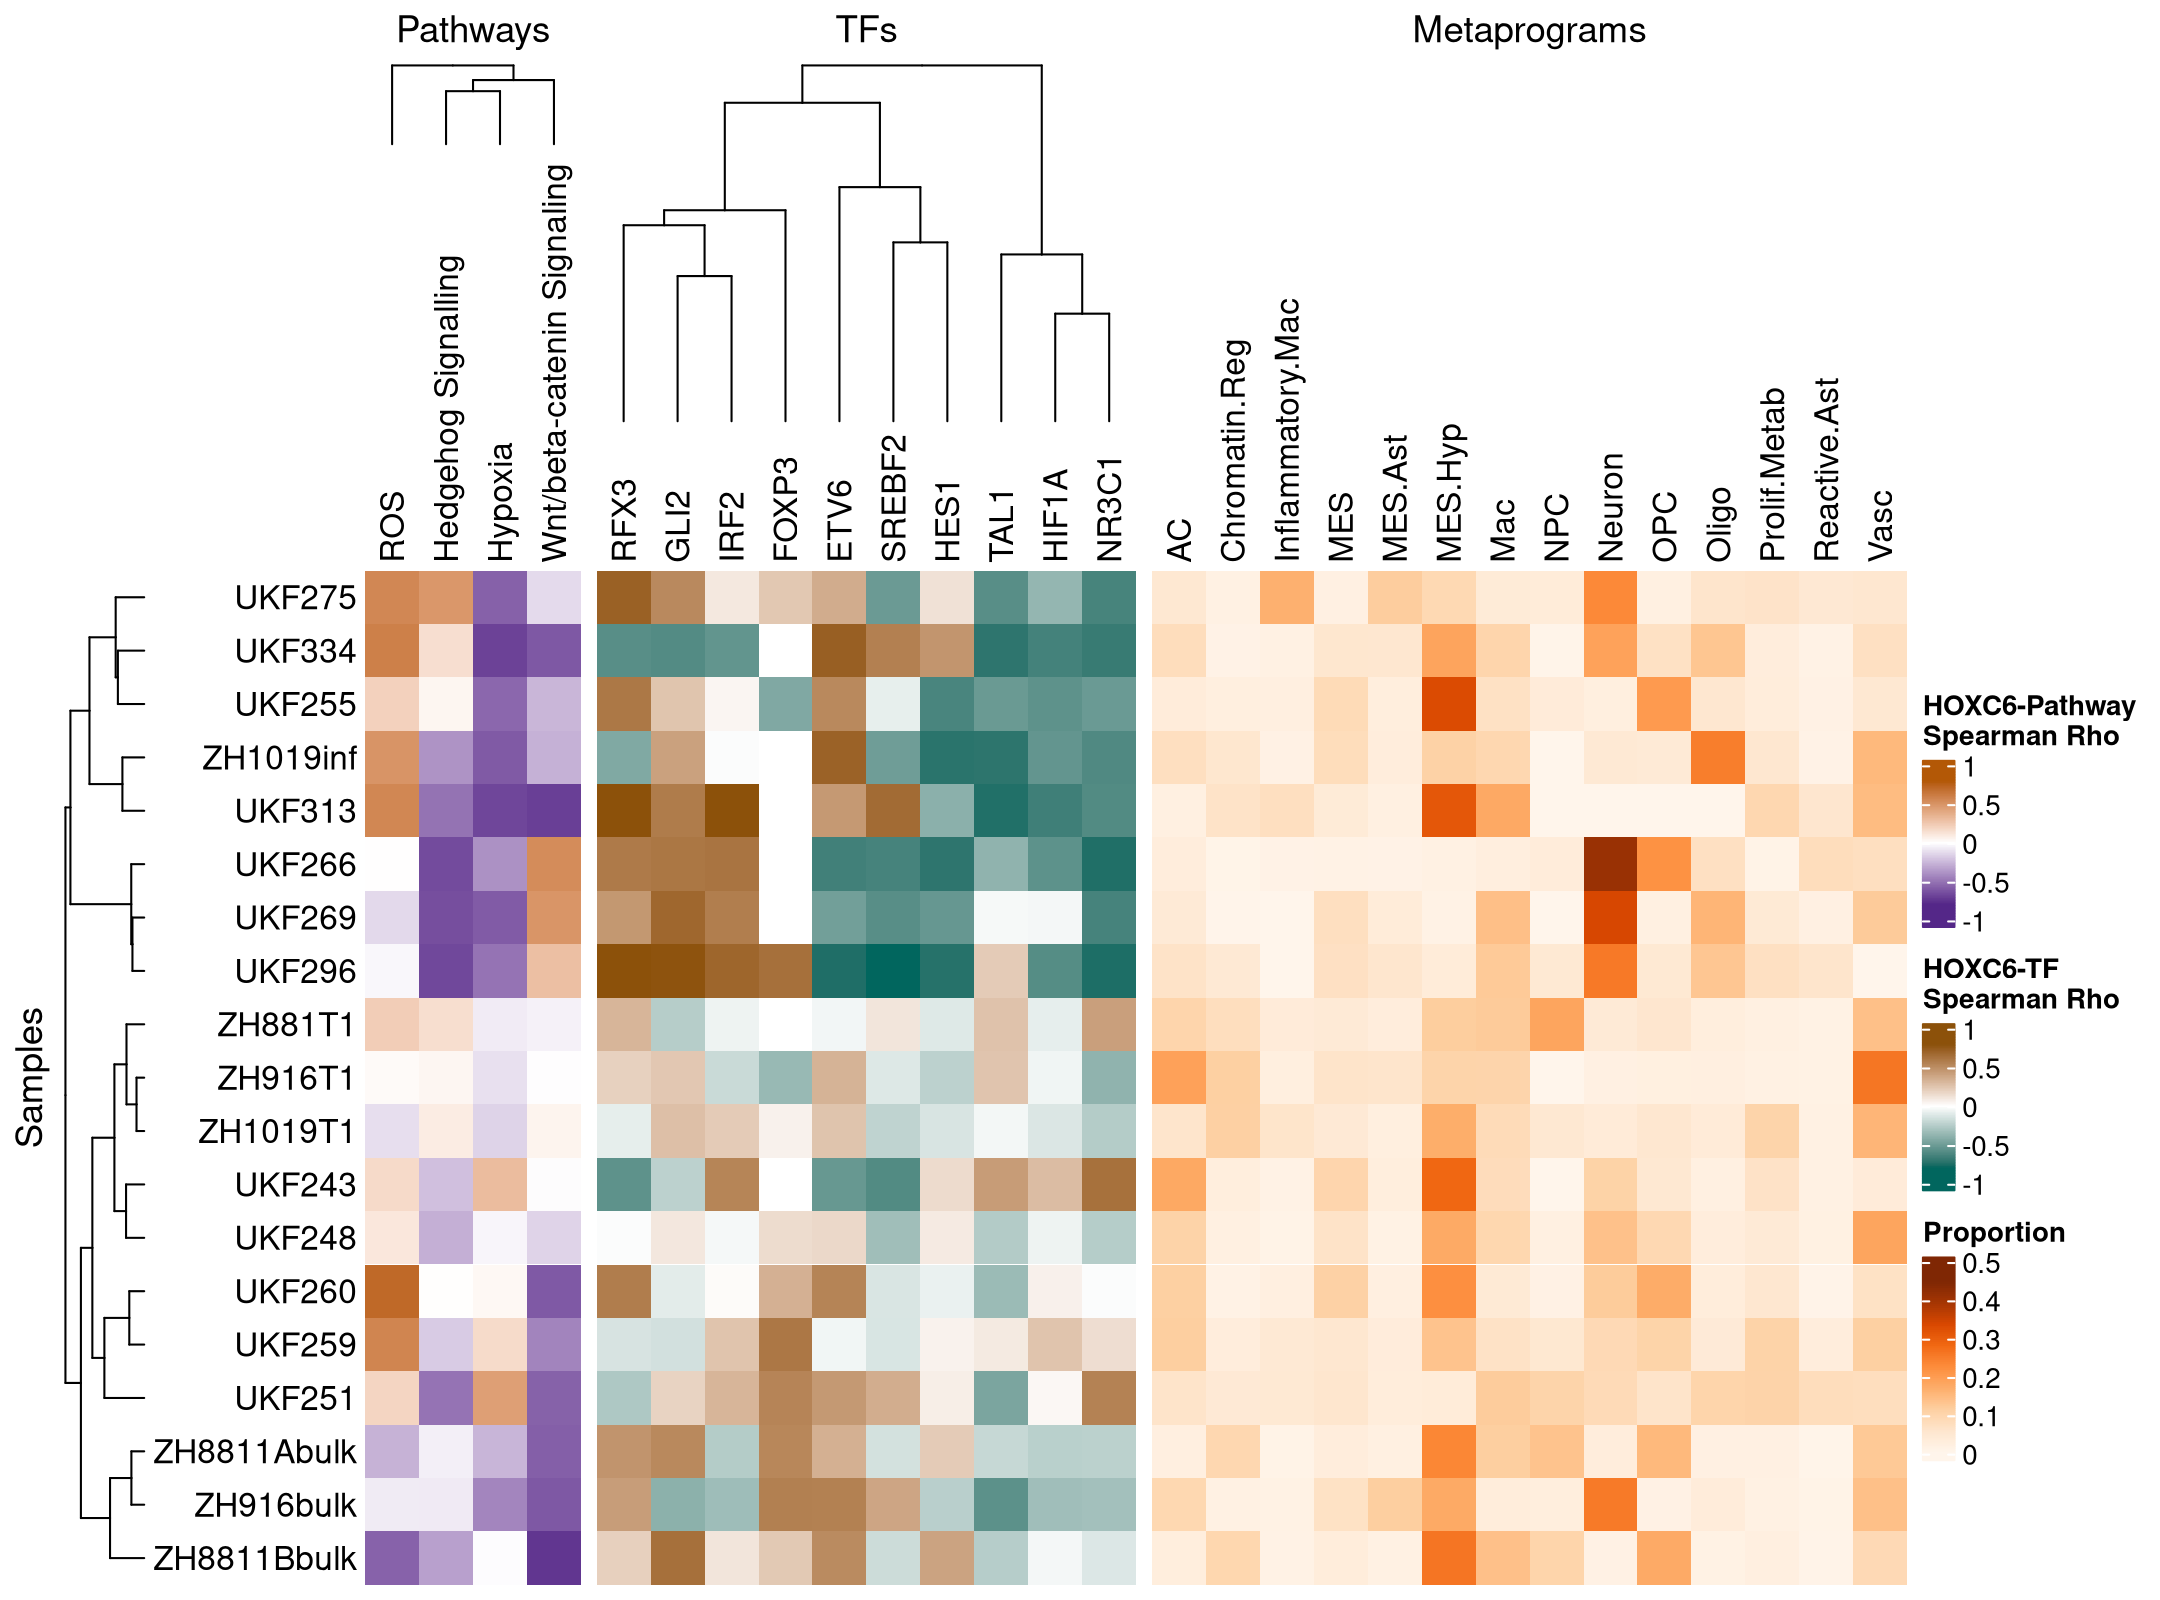 Pathways
TFs
Metaprograms
ROS
Hedgehog Signalling
Hypoxia
Wnt/beta-catenin Signaling
RFX3
GLI2
IRF2
FOXP3
ETV6
SREBF2
HES1
TAL1
HIF1A
NR3C1
AC
Chromatin.Reg
Inflammatory.Mac
MES
MES.Ast
MES.Hyp
Mac
NPC
Neuron
OPC
Oligo
Prolif.Metab
Reactive.Ast
Vasc
Samples
UKF275
UKF334
UKF255
ZH1019inf
UKF313
UKF266
UKF269
UKF296
ZH881T1
ZH916T1
ZH1019T1
UKF243
UKF248
UKF260
UKF259
UKF251
ZH8811Abulk
ZH916bulk
ZH8811Bbulk
HOXC6-Pathway
Spearman Rho
1
0.5
0
-0.5
-1
HOXC6-TF
Spearman Rho
1
0.5
0
-0.5
-1
Proportion
0.5
0.4
0.3
0.2
0.1
0